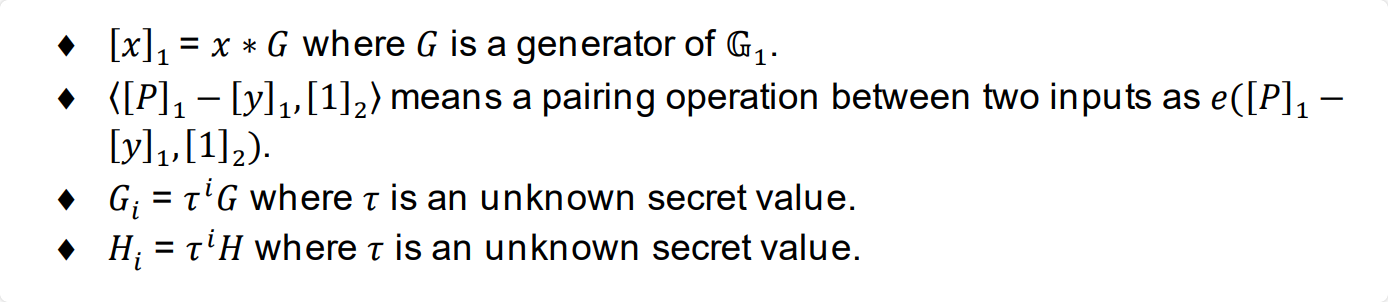 ♦ [𝑥]₁ = 𝑥 ∗ 𝐺 where 𝐺 is a generator of 𝔾₁.
♦ ⟨[𝑃]₁ − [𝑦]₁, [1]₂⟩ means a pairing operation between two inputs as 𝑒([𝑃]₁ −
[𝑦]₁, [1]₂).
♦ 𝐺ᵢ = 𝜏ⁱ𝐺 where 𝜏 is an unknown secret value.
♦ 𝐻ᵢ = 𝜏ⁱ𝐻 where 𝜏 is an unknown secret value.